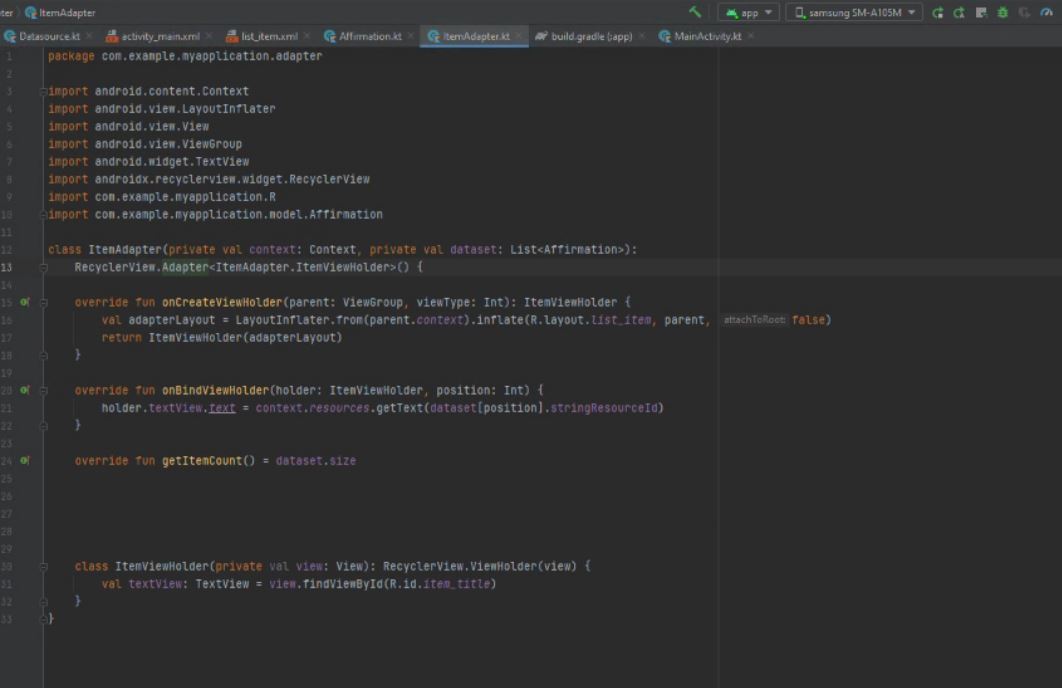 ter ItemAdapter app samsung SM-A105M
Datasource.kt activity_main.xml list_item.xml Affirmation.kt ItemAdapter.kt build.gradle (:app) MainActivity.kt
1 package com.example.myapplication.adapter
2
3 import android.content.Context
4 import android.view.LayoutInflater
5 import android.view.View
6 import android.view.ViewGroup
7 import android.widget.TextView
8 import androidx.recyclerview.widget.RecyclerView
9 import com.example.myapplication.R
10 import com.example.myapplication.model.Affirmation
11
12 class ItemAdapter(private val context: Context, private val dataset: List<Affirmation>):
13 RecyclerView.Adapter<ItemAdapter.ItemViewHolder>() {
14
15 override fun onCreateViewHolder(parent: ViewGroup, viewType: Int): ItemViewHolder {
16 val adapterLayout = LayoutInflater.from(parent.context).inflate(R.layout.list_item, parent, attachToRoot: false)
17 return ItemViewHolder(adapterLayout)
18 }
19
20 override fun onBindViewHolder(holder: ItemViewHolder, position: Int) {
21 holder.textView.text = context.resources.getText(dataset[position].stringResourceId)
22 }
23
24 override fun getItemCount() = dataset.size
25
26
27
28
29
30 class ItemViewHolder(private val view: View): RecyclerView.ViewHolder(view) {
31 val textView: TextView = view.findViewById(R.id.item_title)
32 }
33 }